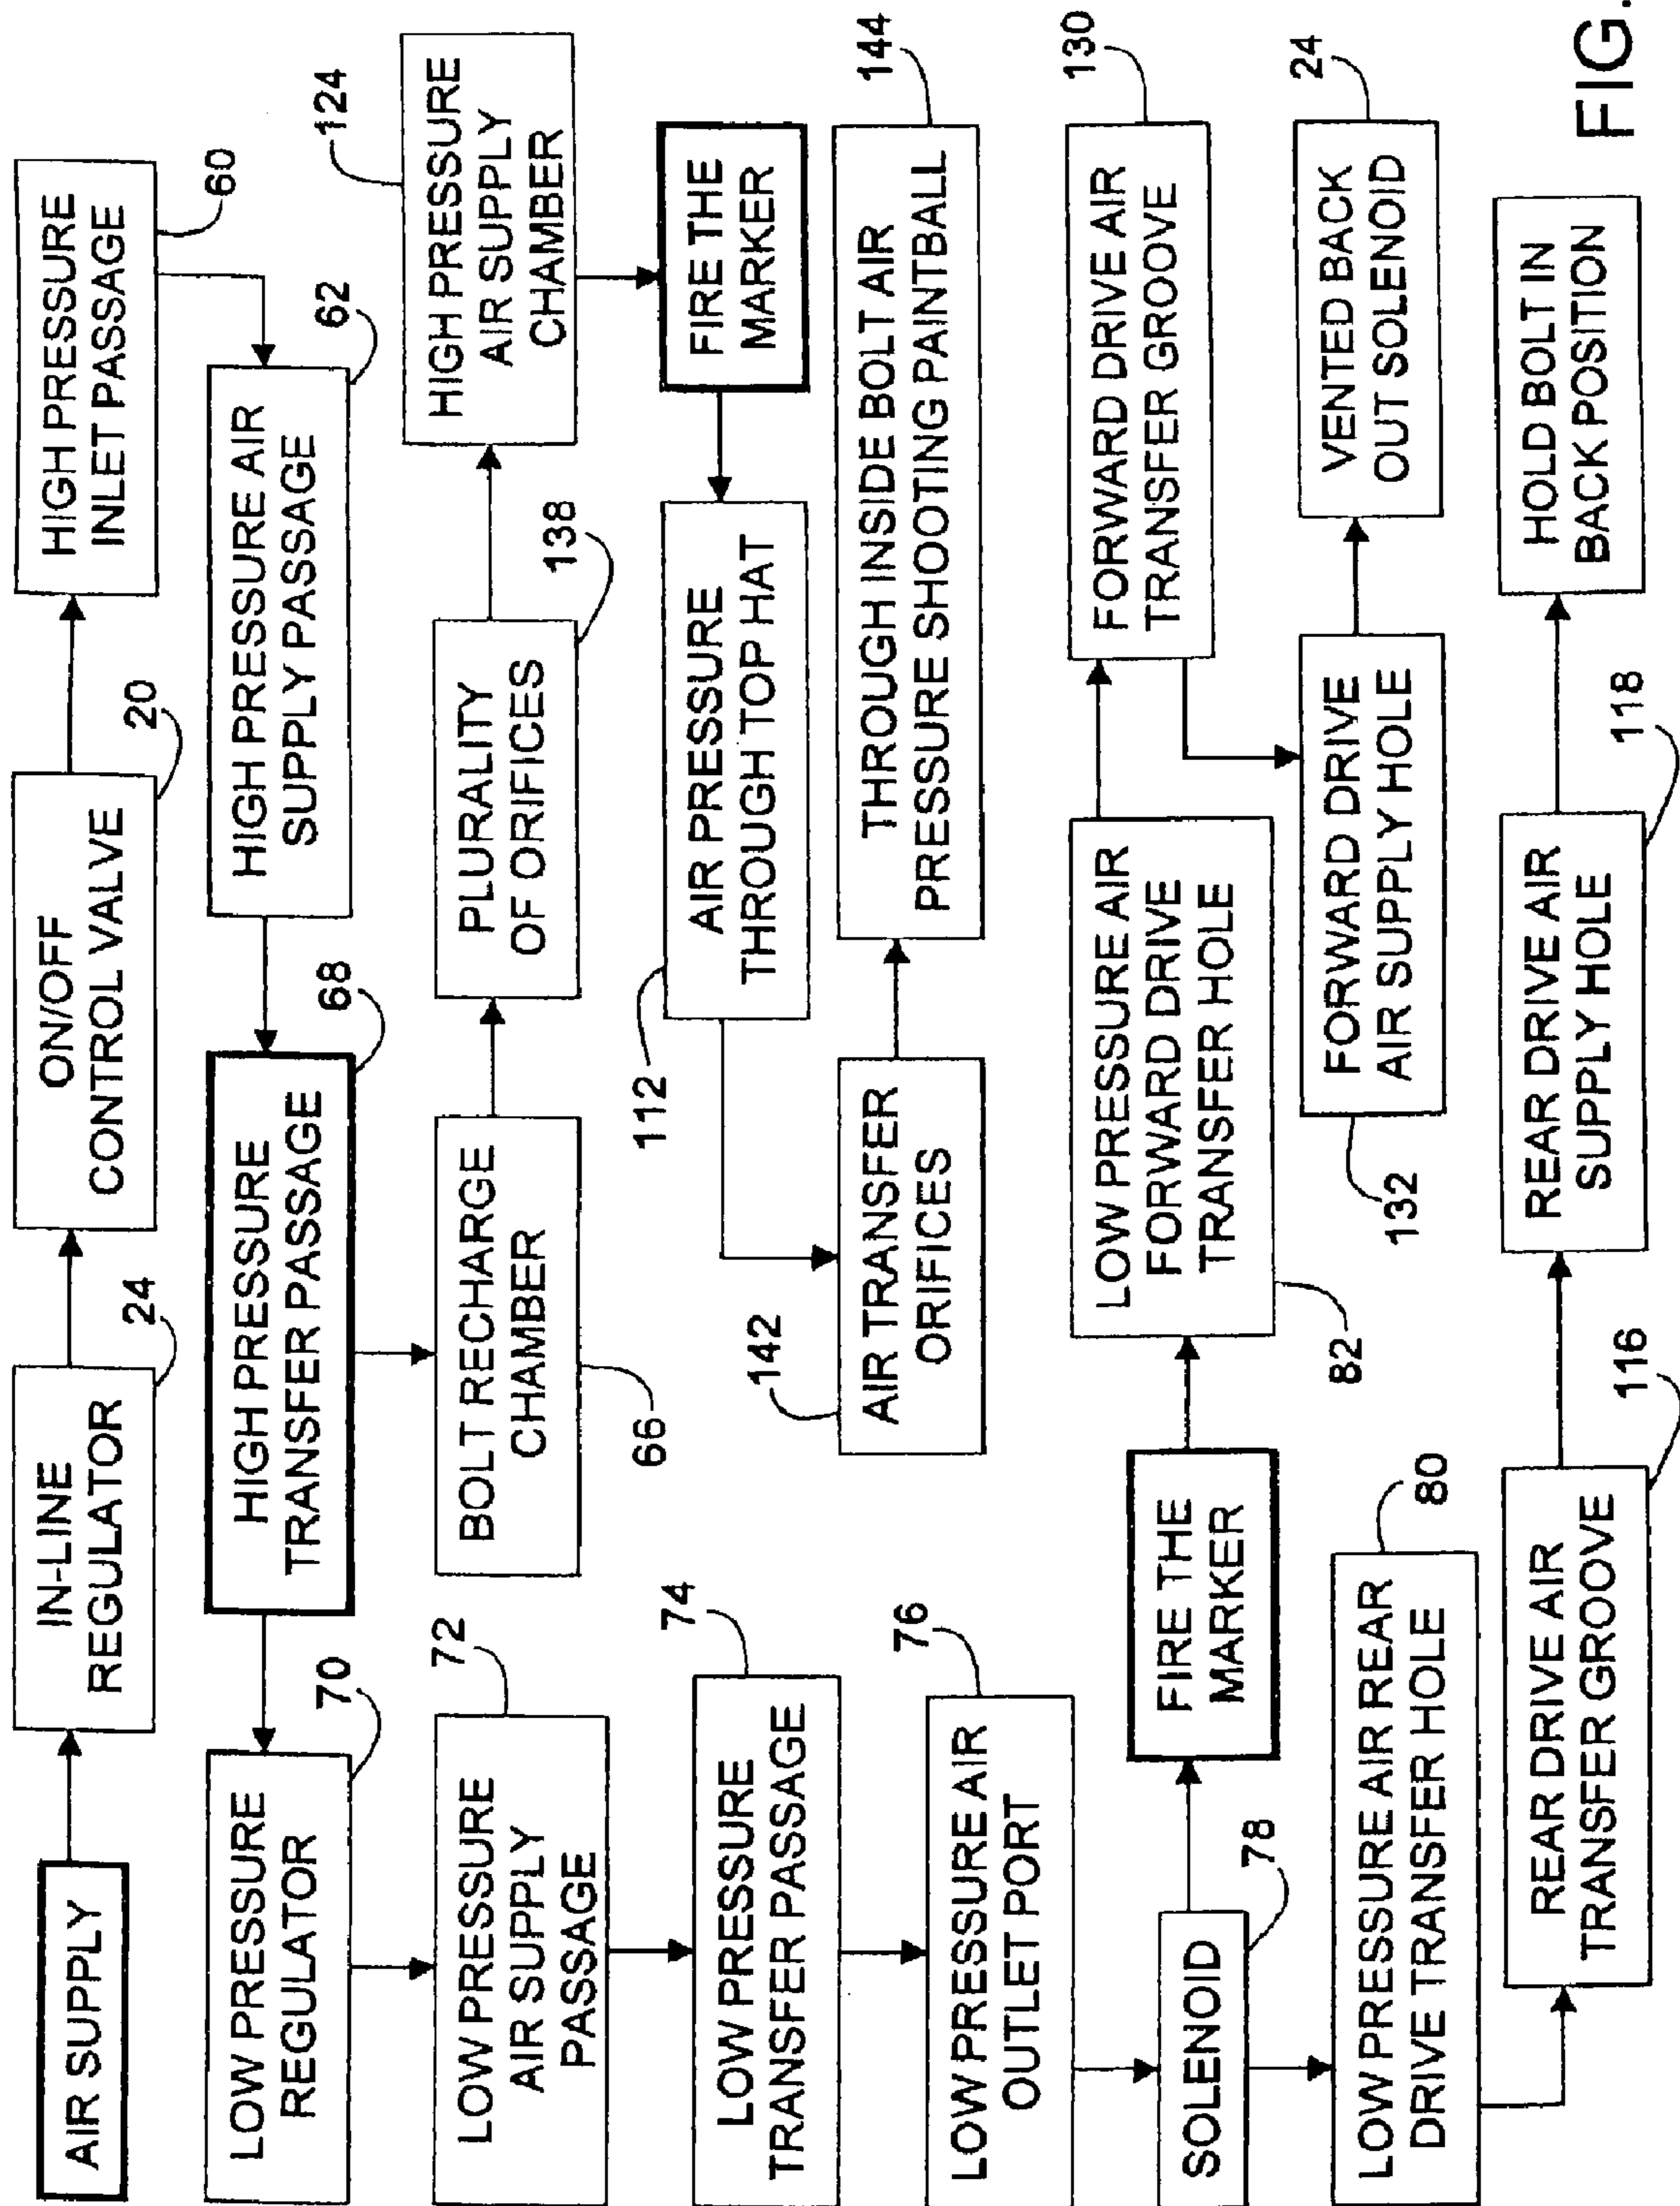 AIR SUPPLY
IN-LINE
REGULATOR
24
ON/OFF
CONTROL VALVE
20
HIGH PRESSURE
INLET PASSAGE
60
HIGH PRESSURE AIR
SUPPLY PASSAGE
62
HIGH PRESSURE
TRANSFER PASSAGE
68
LOW PRESSURE
REGULATOR
70
LOW PRESSURE
AIR SUPPLY
PASSAGE
72
BOLT RECHARGE
CHAMBER
66
PLURALITY
OF ORIFICES
138
HIGH PRESSURE
AIR SUPPLY
CHAMBER
124
FIRE THE
MARKER
AIR PRESSURE
THROUGH TOP HAT
112
LOW PRESSURE
TRANSFER PASSAGE
74
AIR TRANSFER
ORIFICES
142
THROUGH INSIDE BOLT AIR
PRESSURE SHOOTING PAINTBALL
144
LOW PRESSURE AIR
OUTLET PORT
76
SOLENOID
78
FIRE THE
MARKER
LOW PRESSURE AIR
FORWARD DRIVE
TRANSFER HOLE
82
FORWARD DRIVE AIR
TRANSFER GROOVE
130
FORWARD DRIVE
AIR SUPPLY HOLE
132
VENTED BACK
OUT SOLENOID
24
LOW PRESSURE AIR REAR
DRIVE TRANSFER HOLE
80
REAR DRIVE AIR
TRANSFER GROOVE
116
REAR DRIVE AIR
SUPPLY HOLE
118
HOLD BOLT IN
BACK POSITION
FIG.